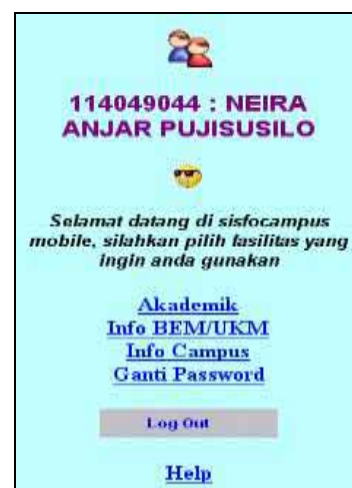 114049044 : NEIRA
ANJAR PUJISUSILO
Selamat datang di sisfocampus
mobile, silahkan pilih fasilitas yang
ingin anda gunakan
Akademik
Info BEM/UKM
Info Campus
Ganti Password
Log Out
Help